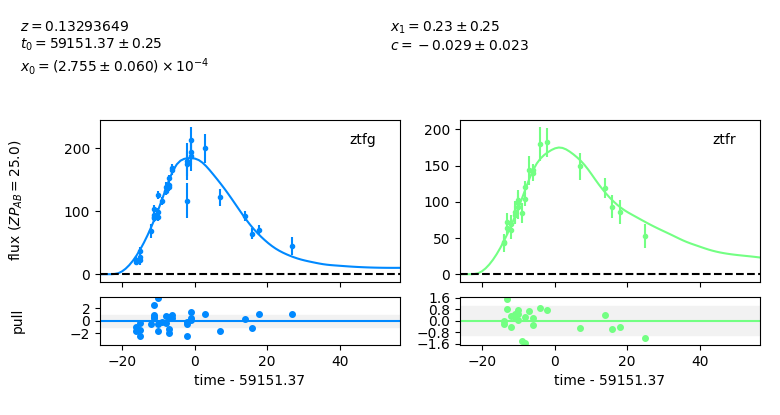 z = 0.13293649
t₀ = 59151.37 ± 0.25
x₀ = (2.755 ± 0.060) × 10⁻⁴
x₁ = 0.23 ± 0.25
c = −0.029 ± 0.023
flux (ZP_AB = 25.0)
200
100
0
ztfg
200
150
100
50
0
ztfr
pull
2
0
−2
−20 0 20 40
time - 59151.37
1.6
0.8
0.0
−0.8
−1.6
−20 0 20 40
time - 59151.37